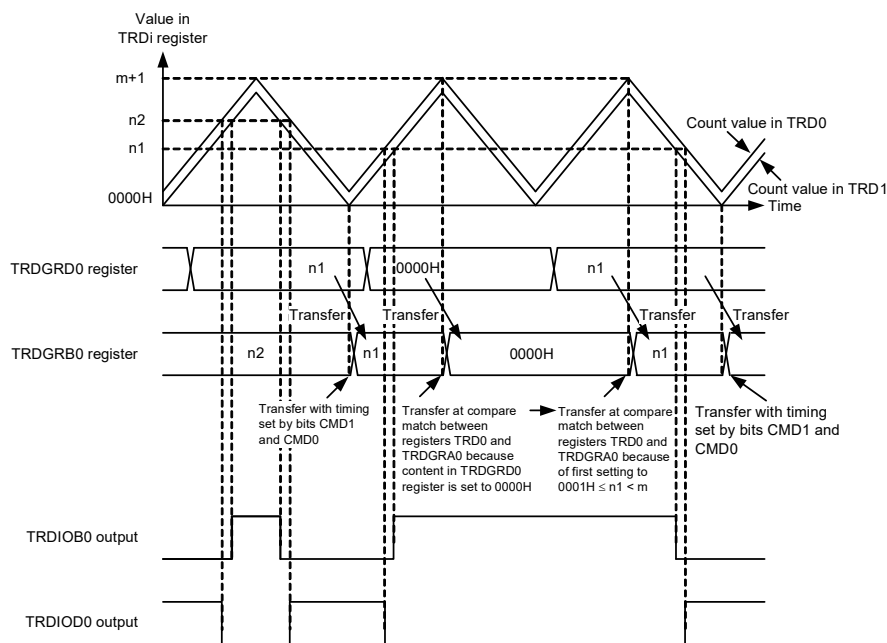 Value in
TRDi register
m+1
n2
n1
0000H
Count value in TRD0
Count value in TRD1
Time
TRDGRD0 register
n1
0000H
n1
Transfer
Transfer
Transfer
Transfer
TRDGRB0 register
n2
n1
0000H
n1
Transfer with timing
set by bits CMD1
and CMD0
Transfer at compare
match between
registers TRD0 and
TRDGRA0 because
content in TRDGRD0
register is set to 0000H
Transfer at compare
match between
registers TRD0 and
TRDGRA0 because
of first setting to
0001H ≤ n1 < m
Transfer with timing
set by bits CMD1 and
CMD0
TRDIOB0 output
TRDIOD0 output